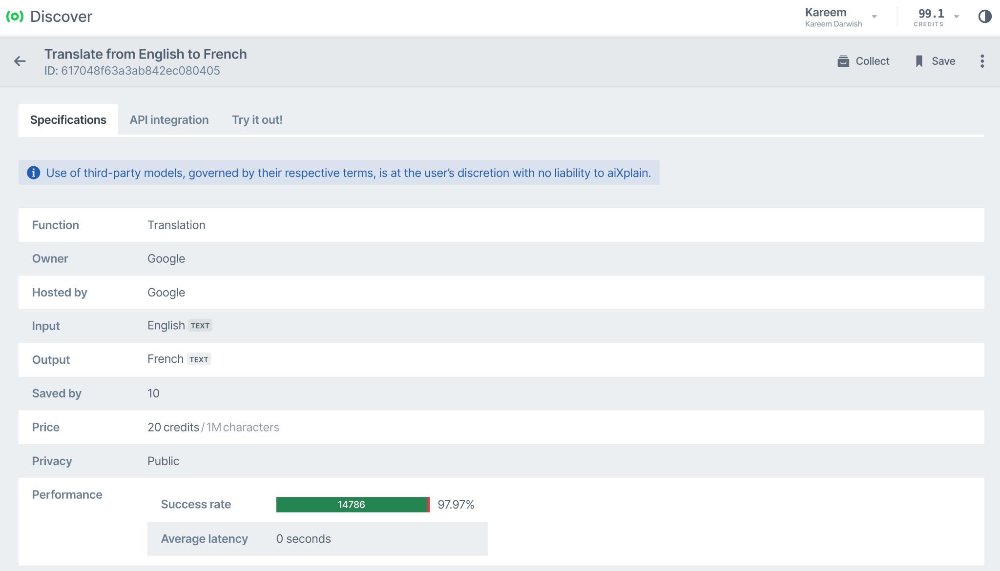 Discover
Kareem
Kareem Darwish
99.1
CREDITS
Translate from English to French
ID: 617048f63a3ab842ec080405
Collect
Save
Specifications
API integration
Try it out!
Use of third-party models, governed by their respective terms, is at the user’s discretion with no liability to aiXplain.
Function Translation
Owner Google
Hosted by Google
Input English TEXT
Output French TEXT
Saved by 10
Price 20 credits / 1M characters
Privacy Public
Performance
Success rate 14786 97.97%
Average latency 0 seconds